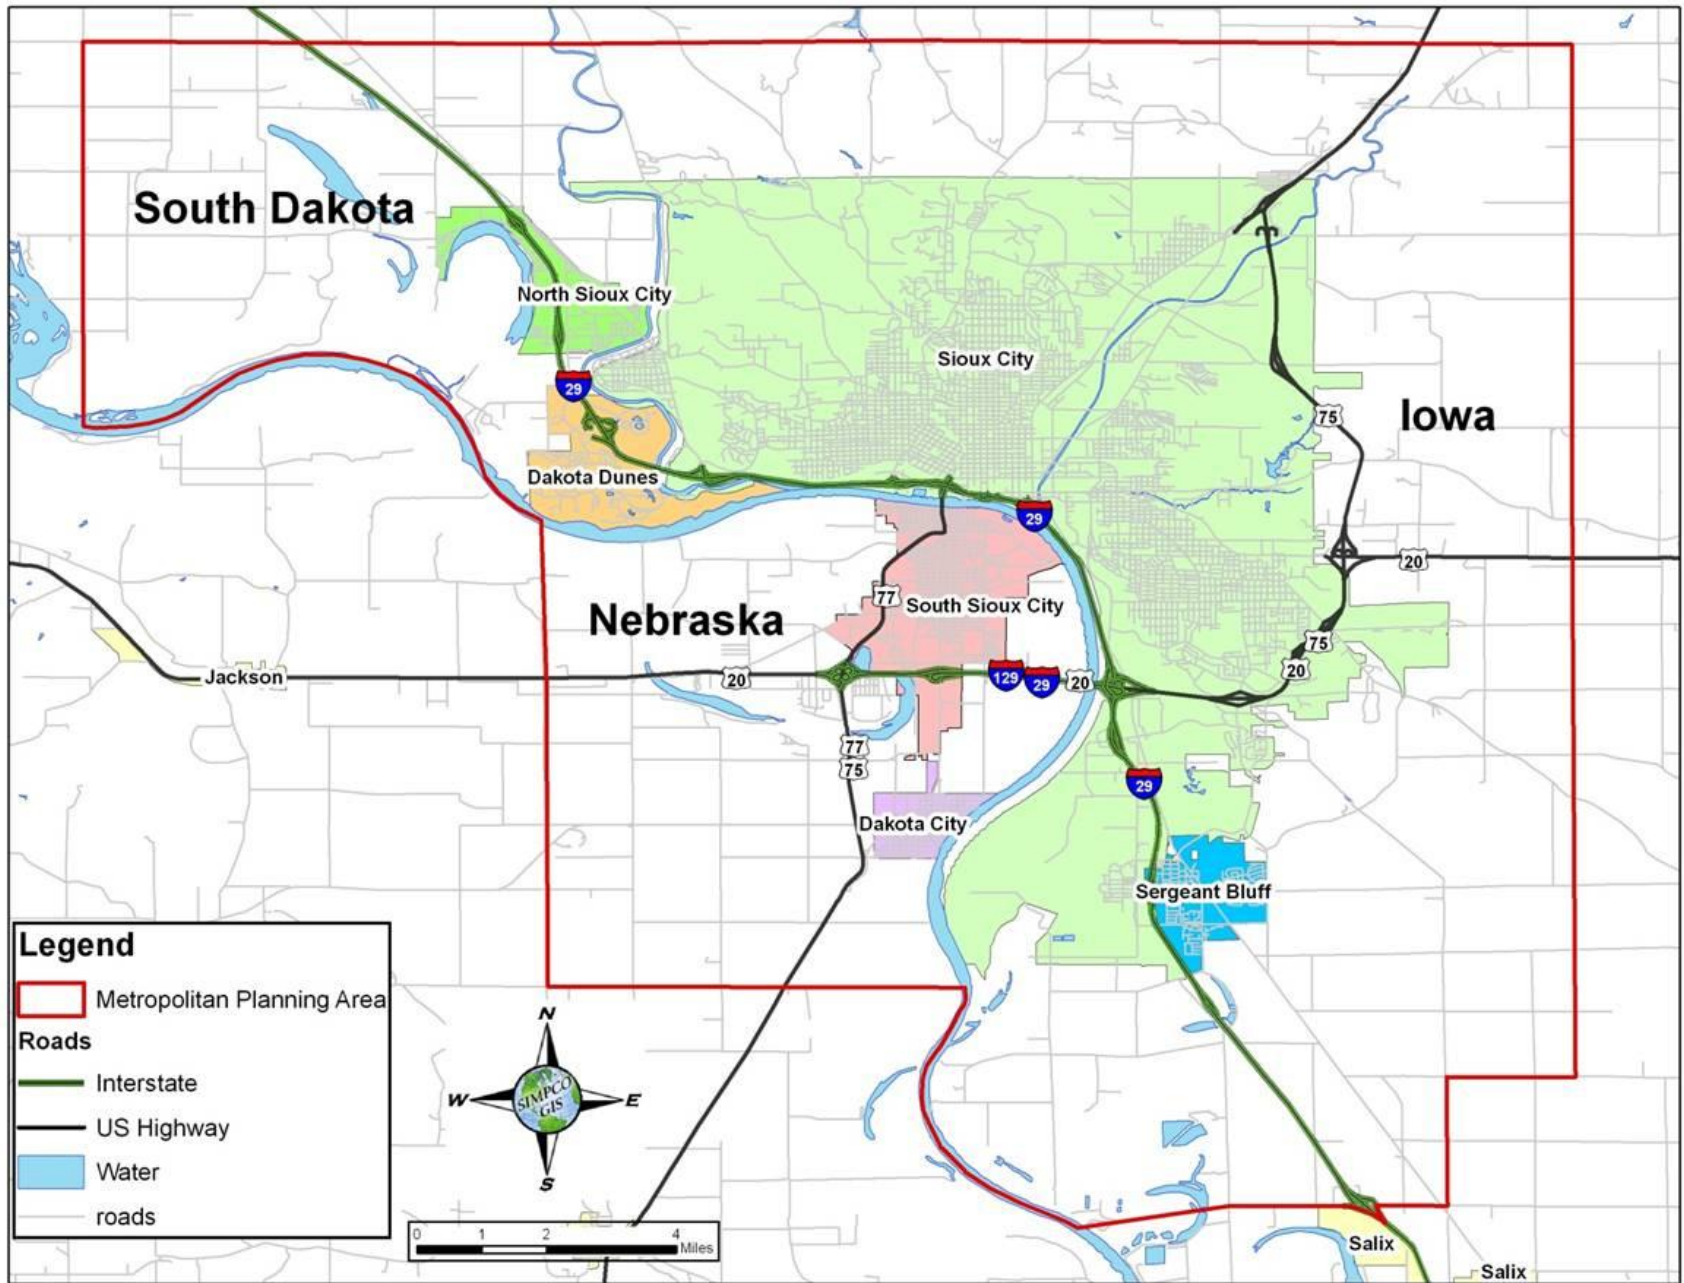 South Dakota
North Sioux City
Sioux City
29
75
Iowa
Dakota Dunes
29
20
77
Nebraska
South Sioux City
75
20
Jackson
20
129
29
20
77
75
29
Dakota City
Sergeant Bluff
Legend
Metropolitan Planning Area
Roads
Interstate
US Highway
Water
roads
N
W
SIMPCO
GIS
E
S
0
1
2
4
Miles
Salix
Salix